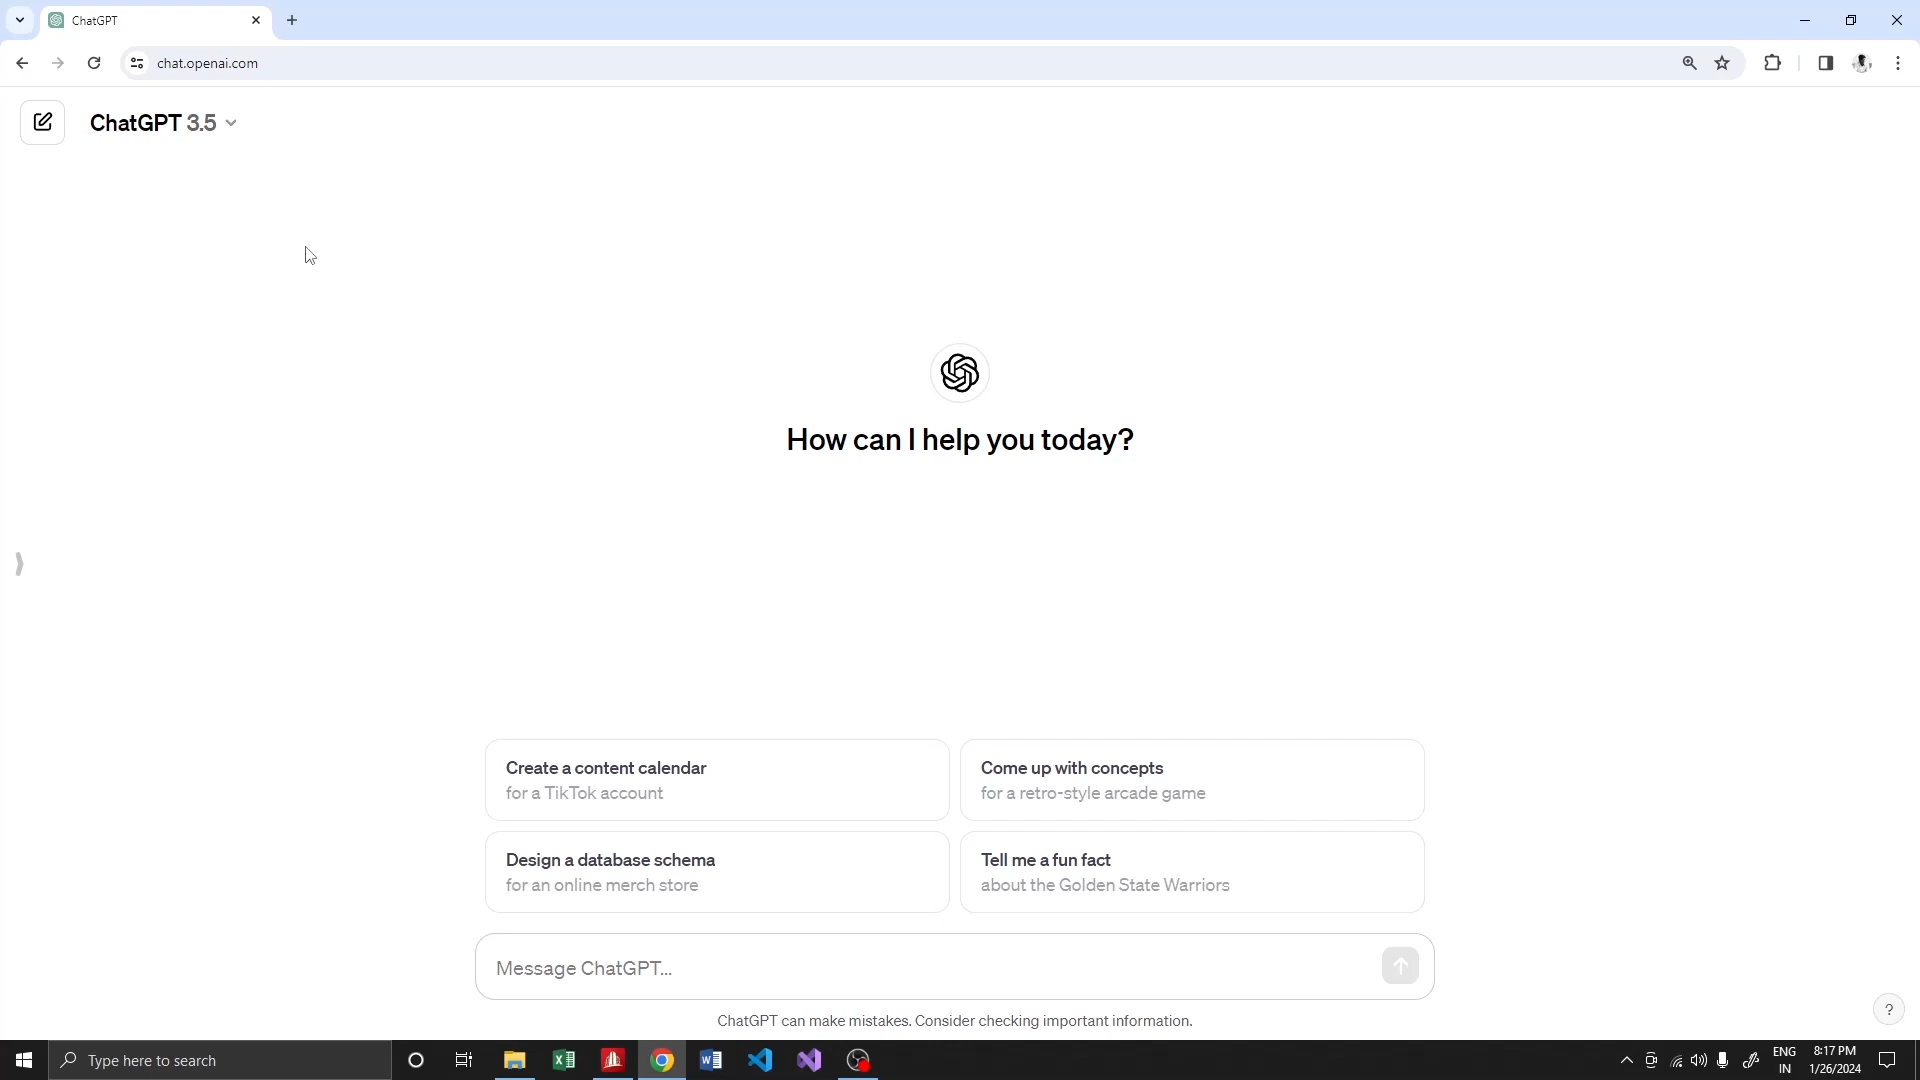 ChatGPT
chat.openai.com
ChatGPT 3.5
How can I help you today?
Create a content calendar
for a TikTok account
Come up with concepts
for a retro-style arcade game
Design a database schema
for an online merch store
Tell me a fun fact
about the Golden State Warriors
Message ChatGPT...
ChatGPT can make mistakes. Consider checking important information.
?
Type here to search
ENG
IN
8:17 PM
1/26/2024